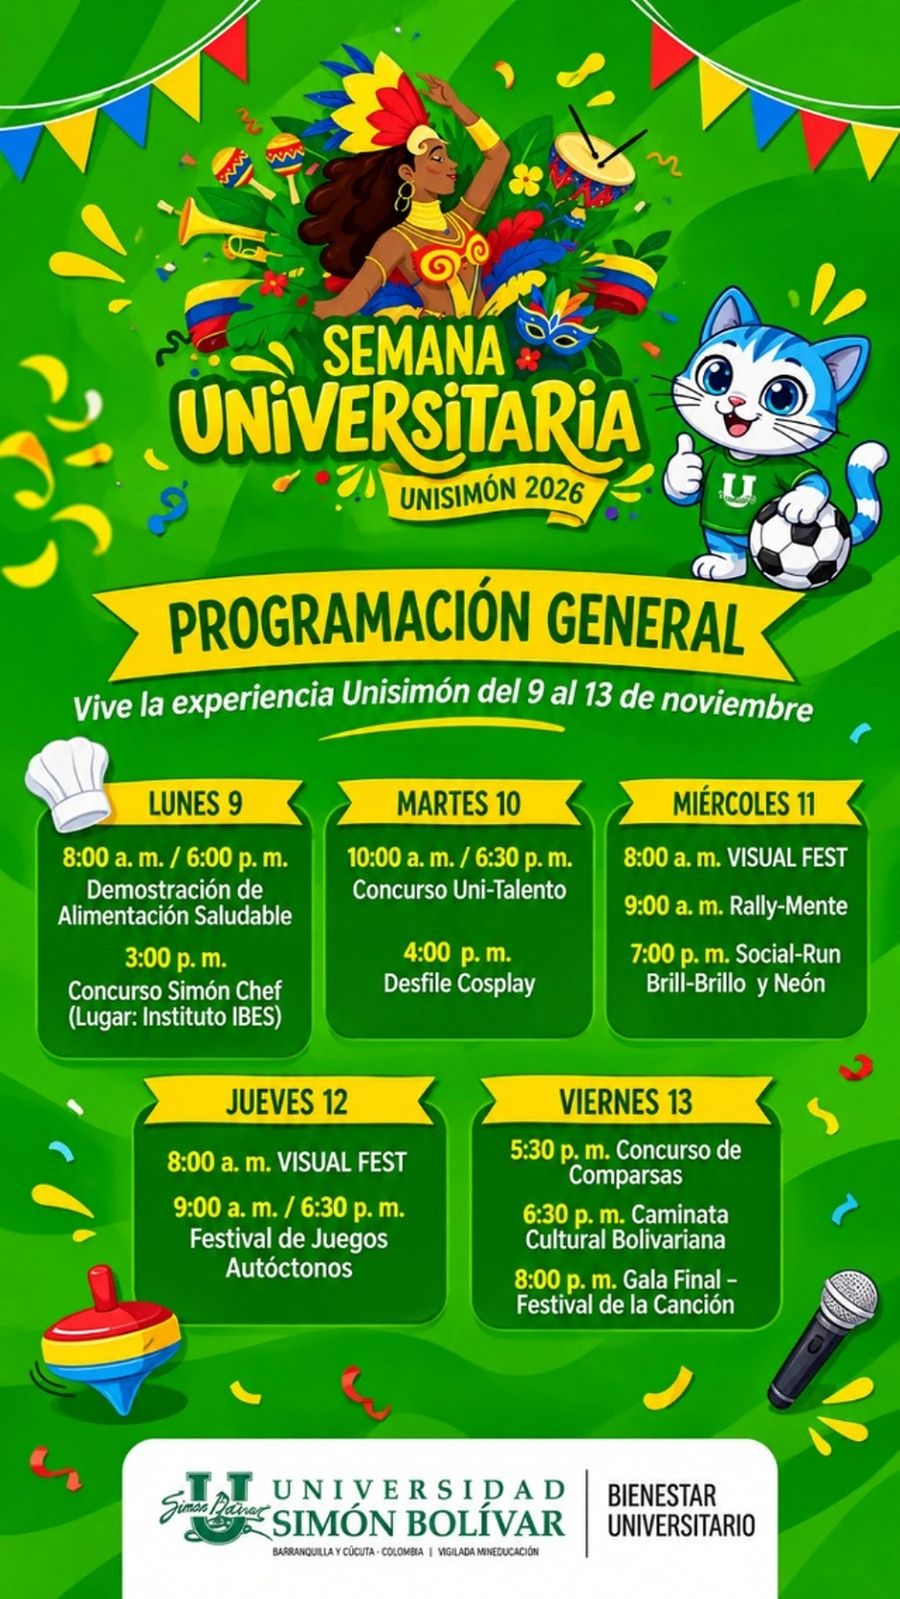 SEMANA
UNIVERSITARIA
UNISIMÓN 2026
U
PROGRAMACIÓN GENERAL
Vive la experiencia Unisimón del 9 al 13 de noviembre
LUNES 9
8:00 a. m. / 6:00 p. m.
Demostración de
Alimentación Saludable
3:00 p. m.
Concurso Simón Chef
(Lugar: Instituto IBES)
MARTES 10
10:00 a. m. / 6:30 p. m.
Concurso Uni-Talento
4:00 p. m.
Desfile Cosplay
MIÉRCOLES 11
8:00 a. m. VISUAL FEST
9:00 a. m. Rally-Mente
7:00 p. m. Social-Run
Brill-Brillo y Neón
JUEVES 12
8:00 a. m. VISUAL FEST
9:00 a. m. / 6:30 p. m.
Festival de Juegos
Autóctonos
VIERNES 13
5:30 p. m. Concurso de
Comparsas
6:30 p. m. Caminata
Cultural Bolivariana
8:00 p. m. Gala Final –
Festival de la Canción
U
Simón Bolívar
UNIVERSIDAD
SIMÓN BOLÍVAR
BARRANQUILLA Y CÚCUTA - COLOMBIA | VIGILADA MINEDUCACIÓN
BIENESTAR
UNIVERSITARIO